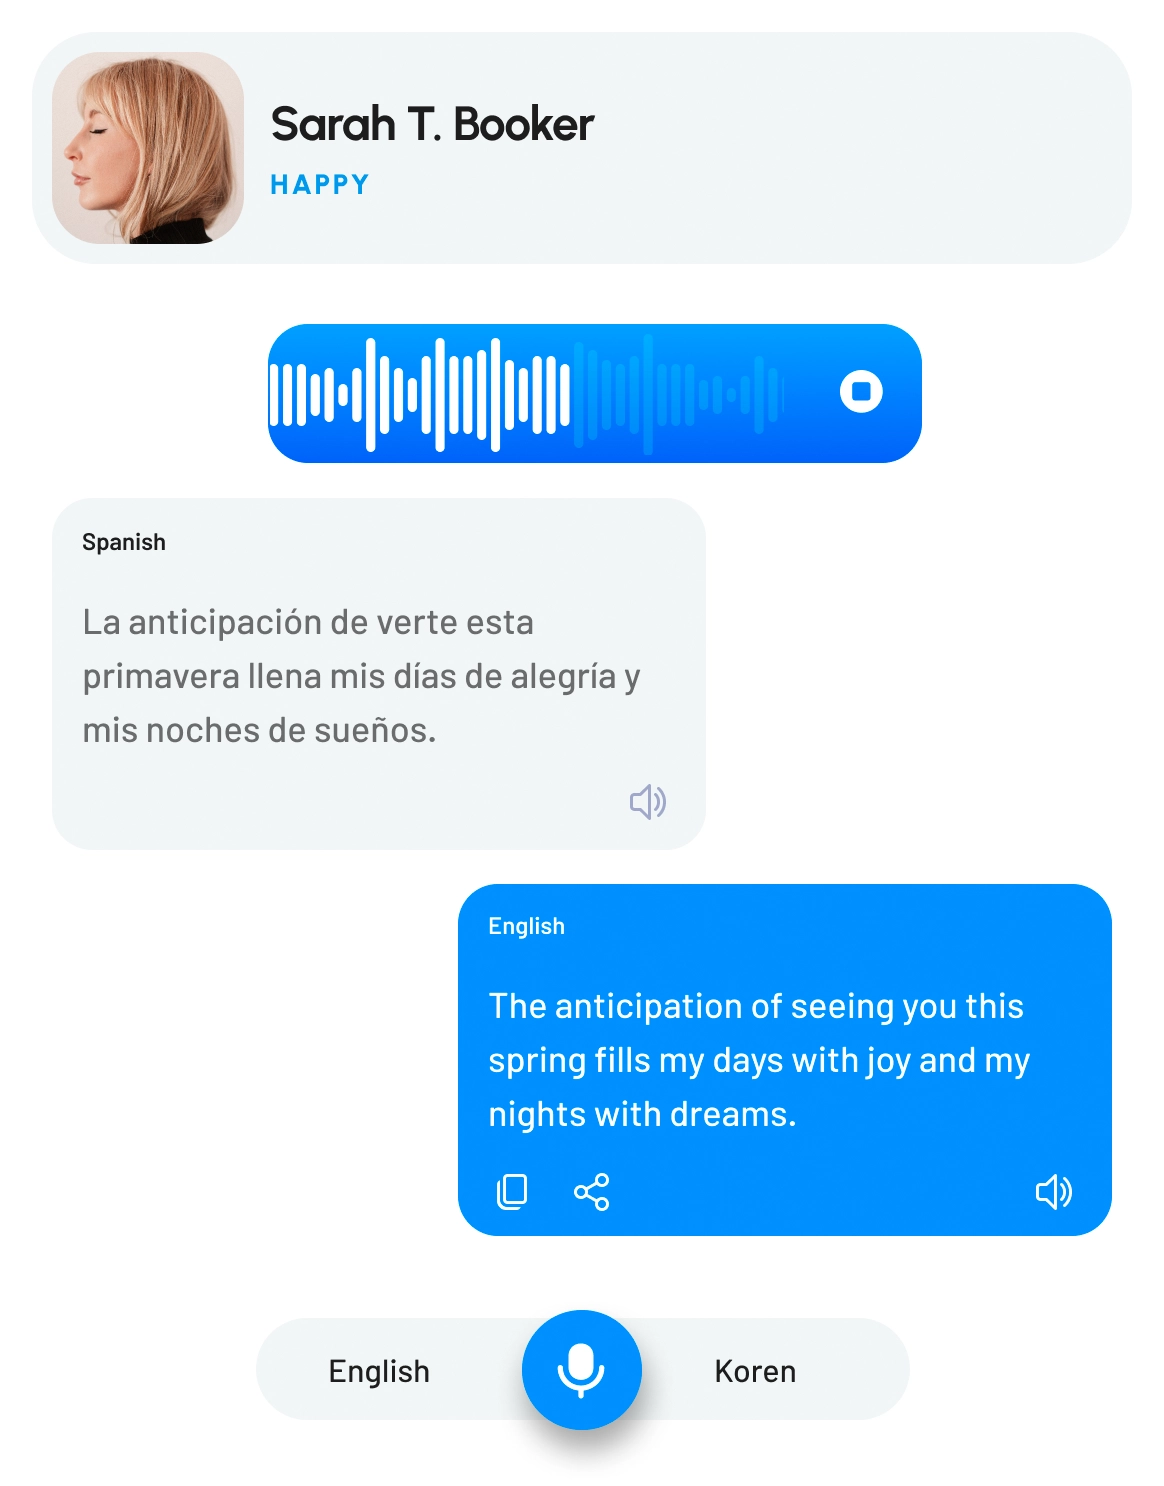 Sarah T. Booker
HAPPY
Spanish
La anticipación de verte esta
primavera llena mis días de alegría y
mis noches de sueños.
English
The anticipation of seeing you this
spring fills my days with joy and my
nights with dreams.
English
Koren